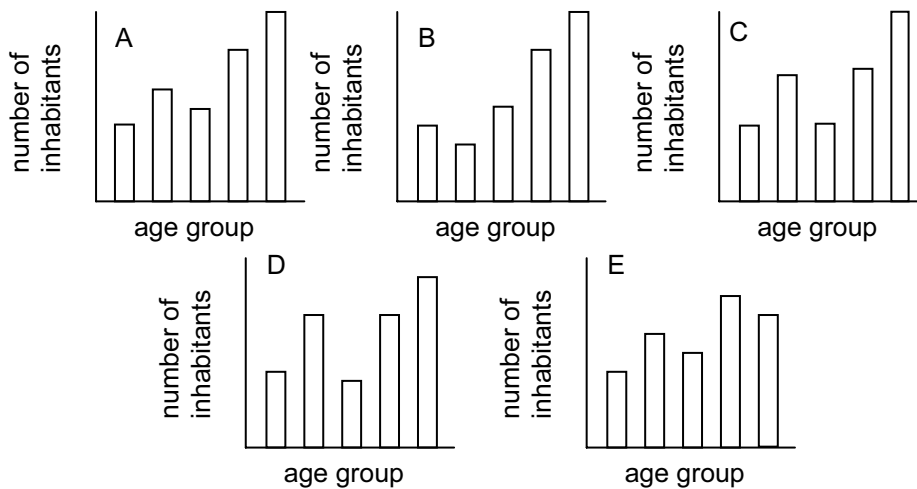 A
number of
inhabitants
age group
B
number of
inhabitants
age group
C
number of
inhabitants
age group
D
number of
inhabitants
age group
E
number of
inhabitants
age group